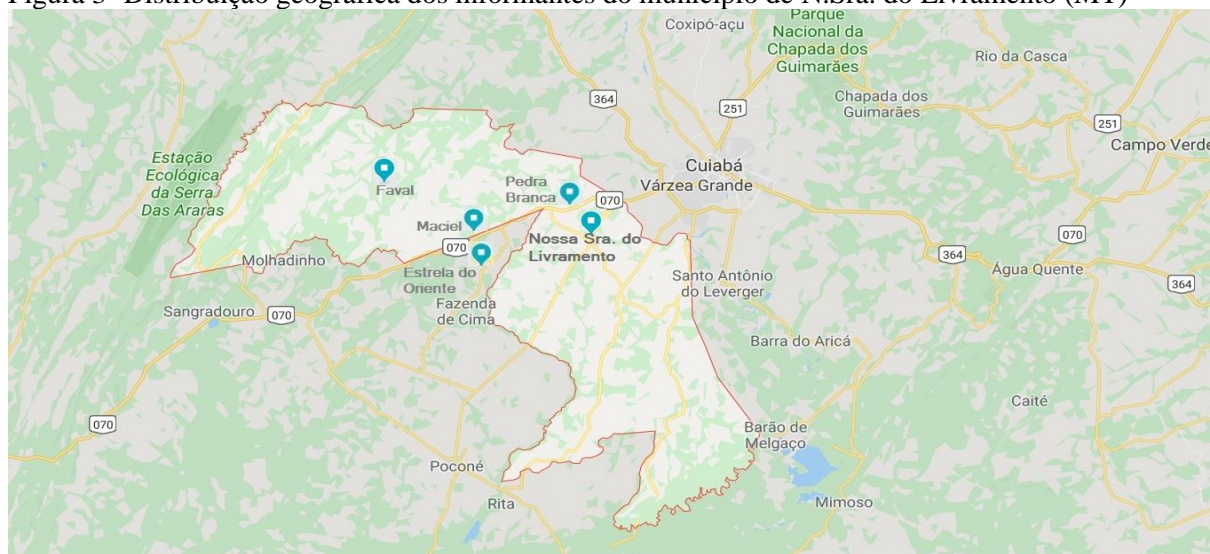 Figura 3- Distribuição geográfica dos informantes do município de N.Sra. do Livramento (MT)
Coxipó-açu
Parque
Nacional da
Chapada dos
Guimarães
Rio da Casca
364
251
Chapada dos
Guimarães
251
Campo Verde
Estação
Ecológica
da Serra
Das Araras
Faval
Pedra
Branca
070
Cuiabá
Várzea Grande
Maciel
070
Nossa Sra. do
Livramento
Estrela do
Oriente
Fazenda
de Cima
Molhadinho
Sangradouro
070
Santo Antônio
do Leverger
364
070
Água Quente
364
Barra do Aricá
070
Caité
Barão de
Melgaço
Poconé
Rita
Mimoso